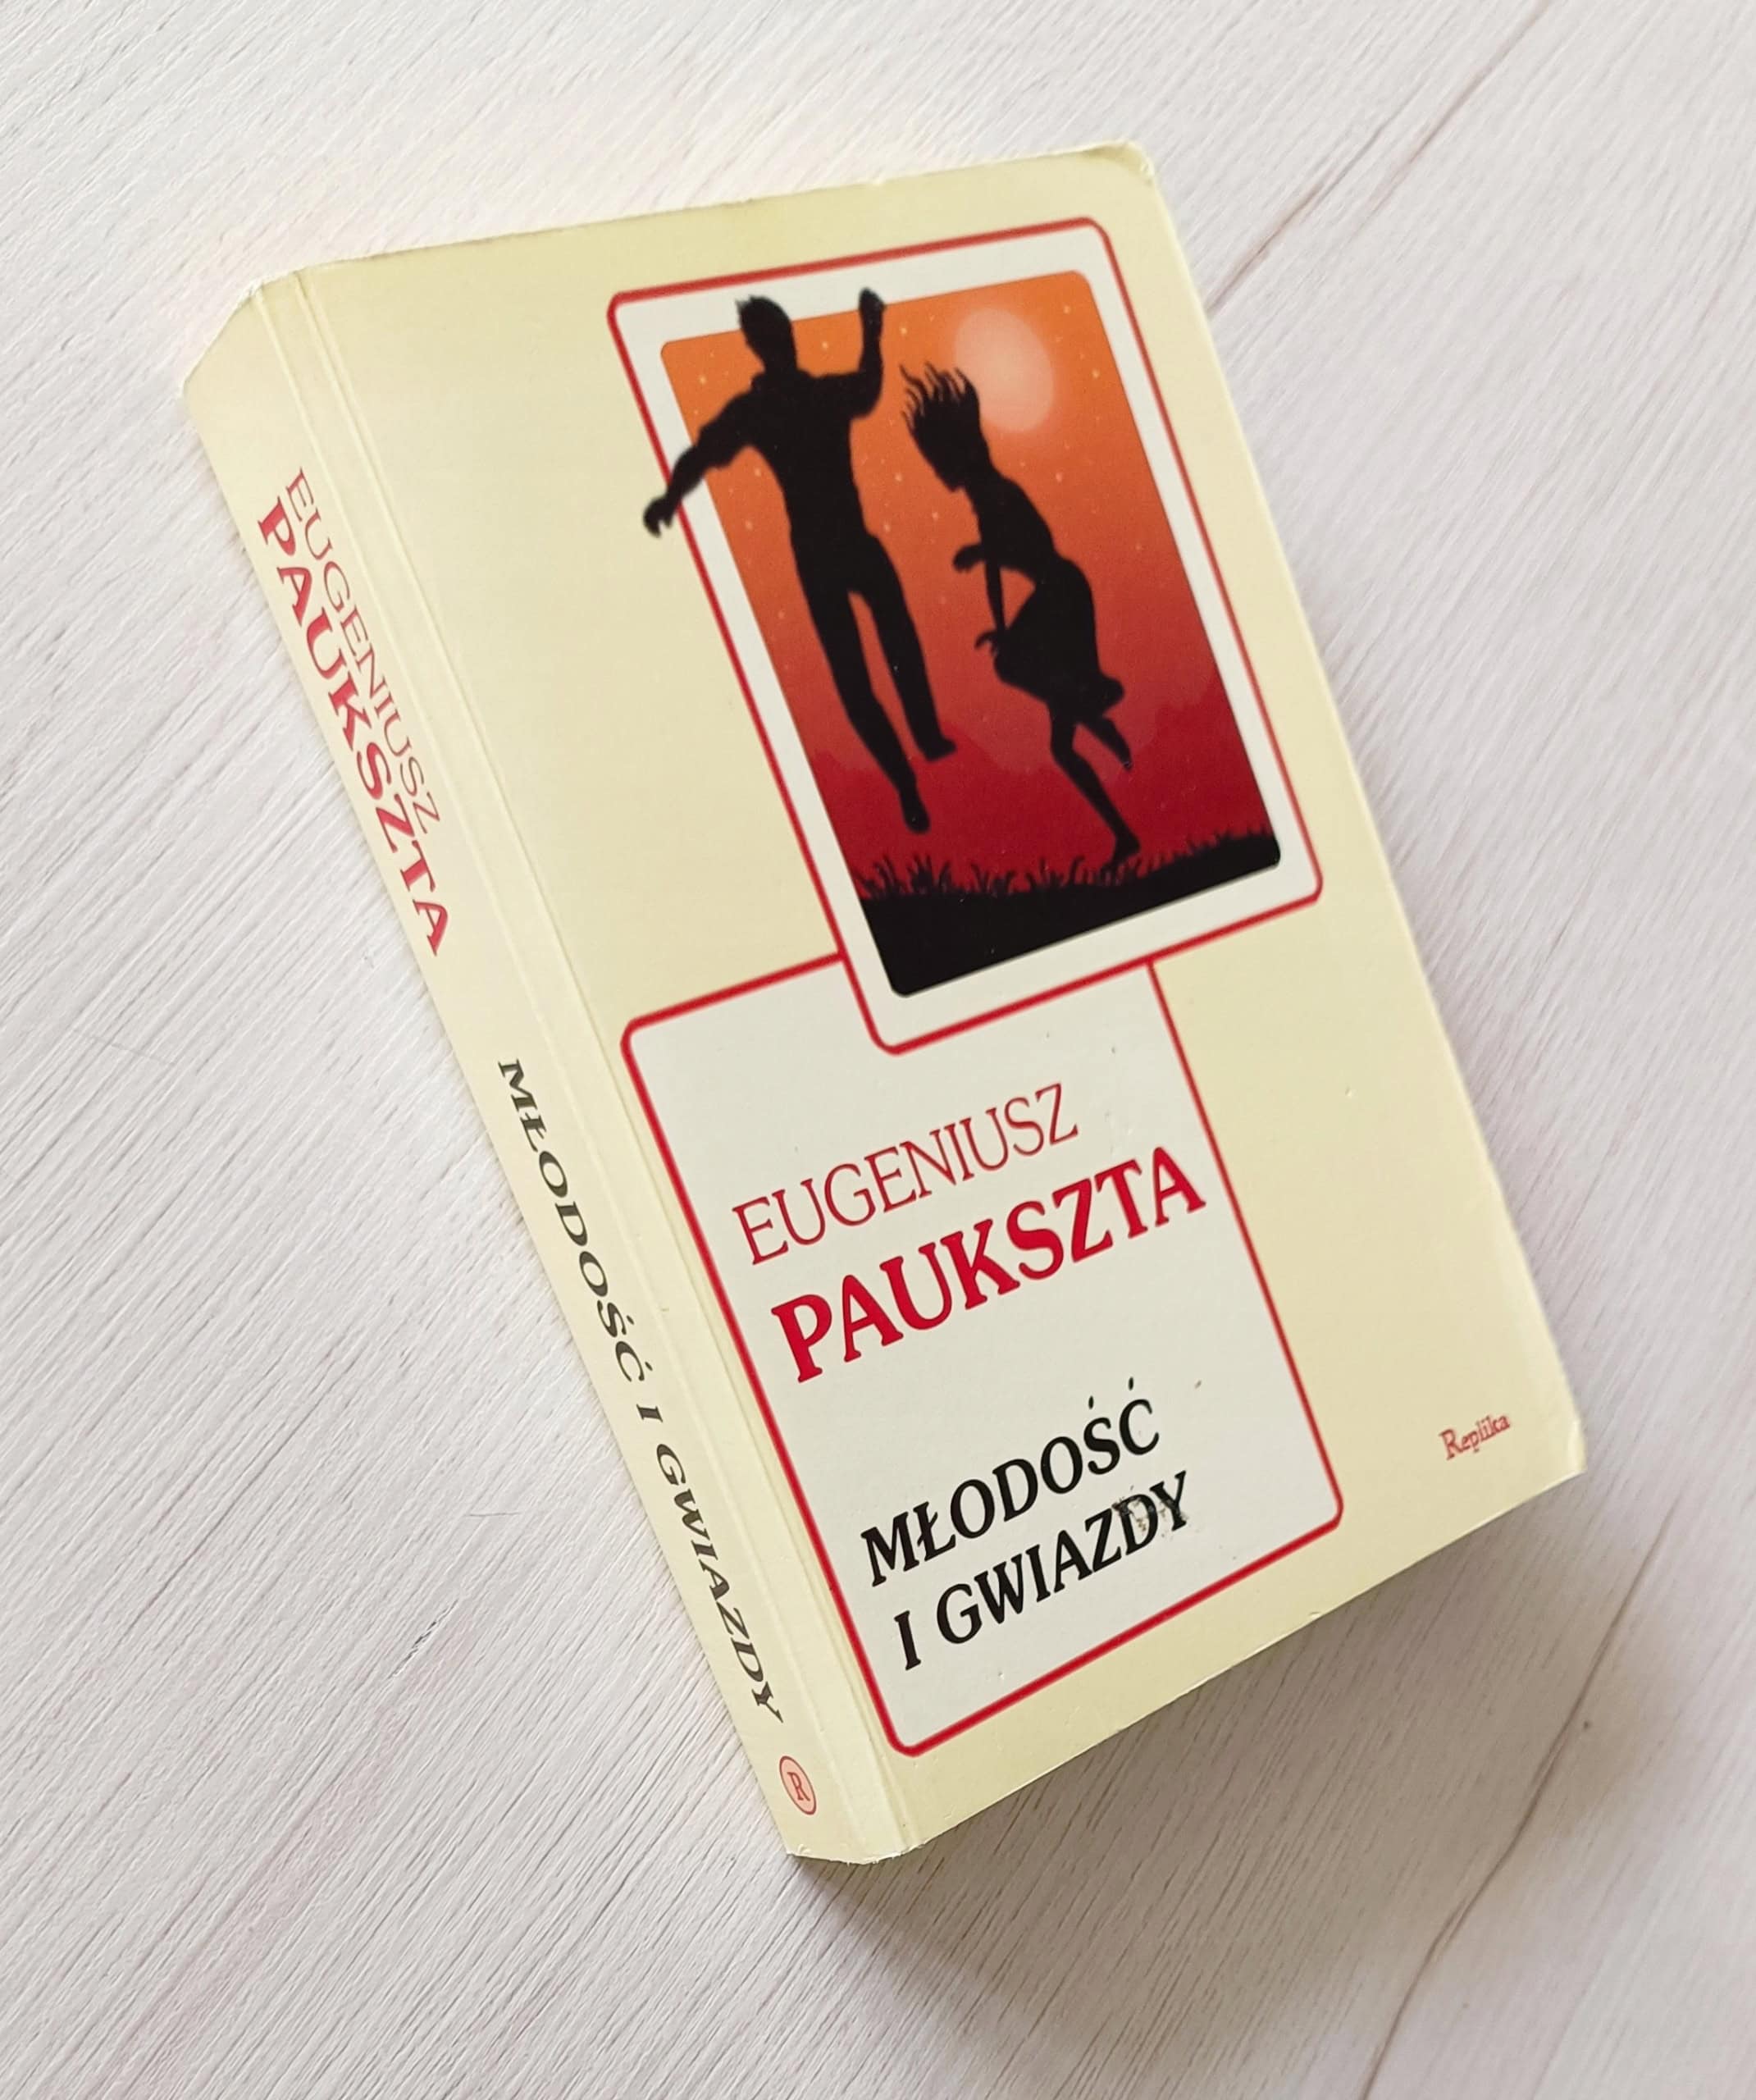 EUGENIUSZ
PAUKSZTA
MŁODOŚĆ I GWIAZDY
R
EUGENIUSZ
PAUKSZTA
MŁODOŚĆ
I GWIAZDY
Replika